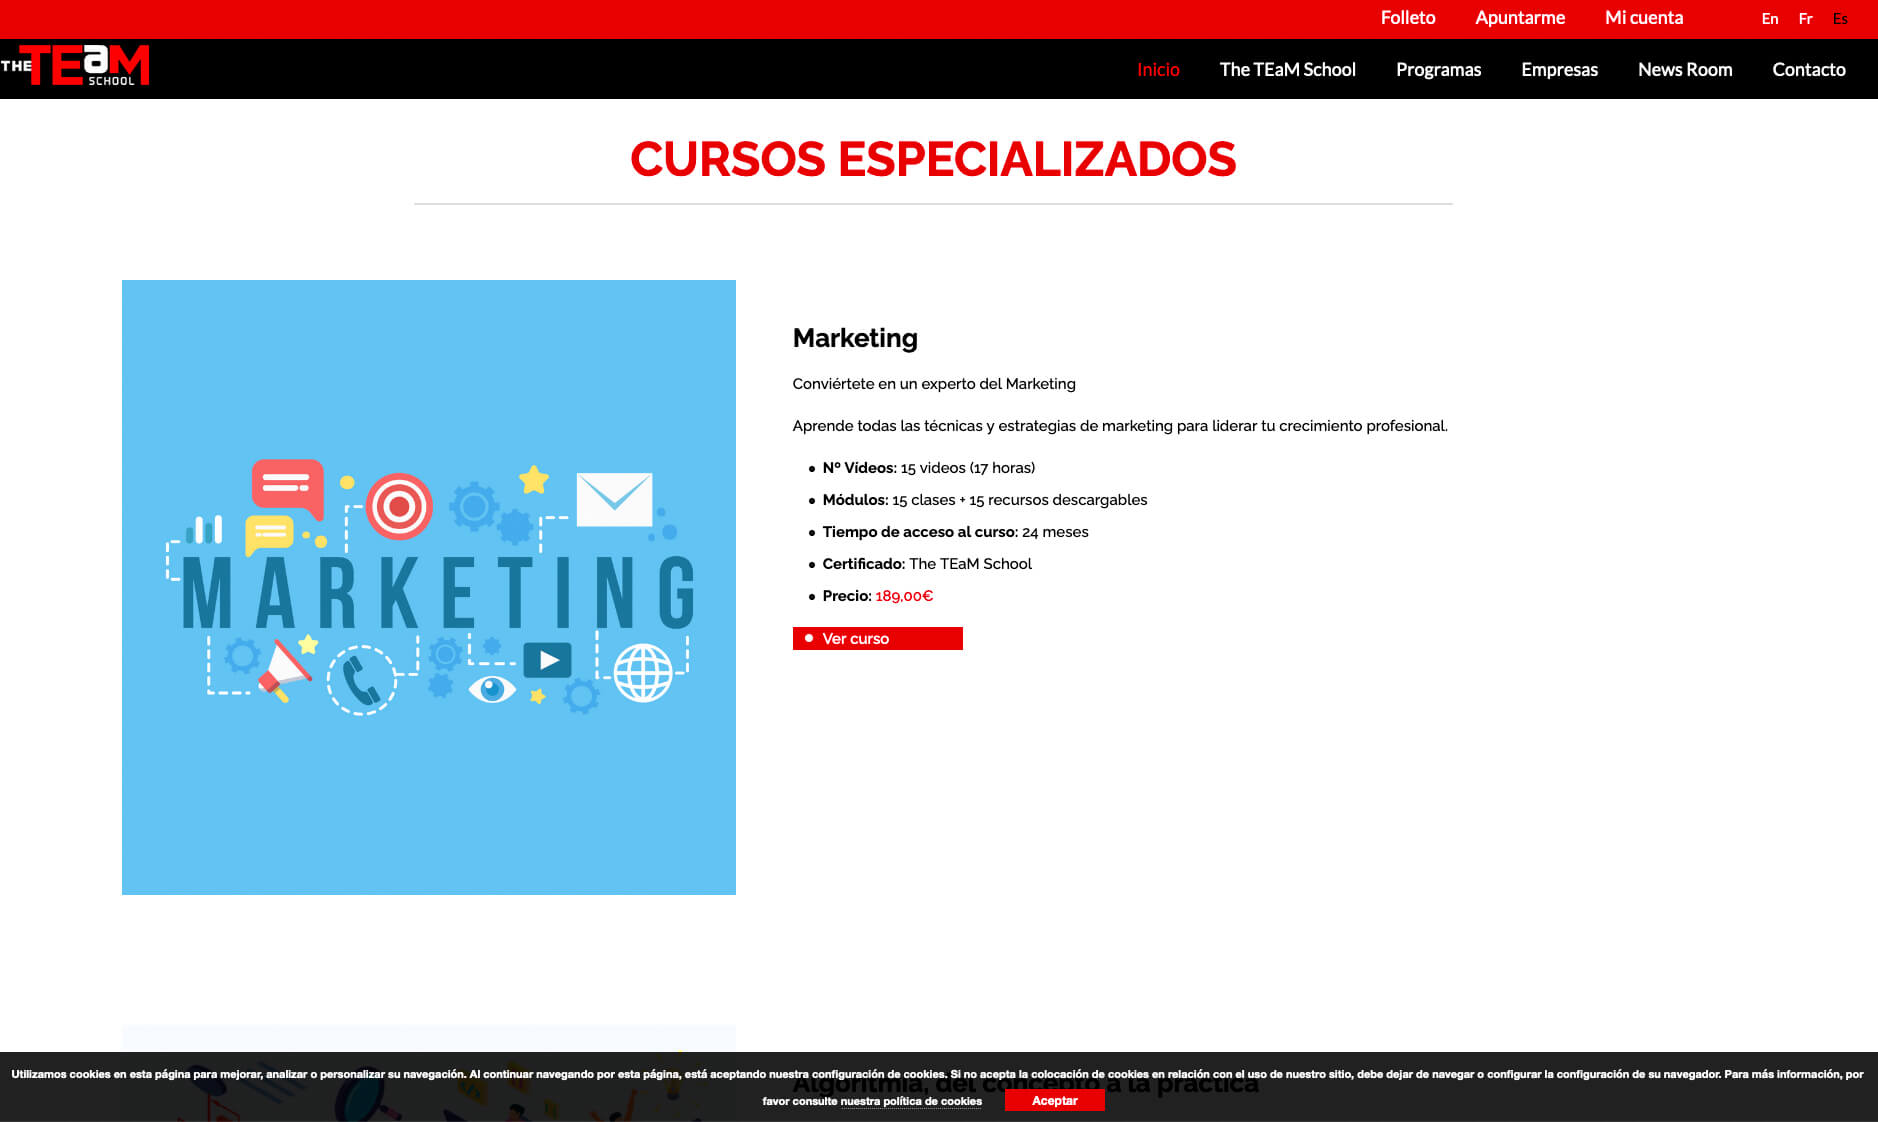 Folleto Apuntarme Mi cuenta En Fr Es
THE TEaM SCHOOL
Inicio The TEaM School Programas Empresas News Room Contacto
CURSOS ESPECIALIZADOS
MARKETING
Marketing
Conviértete en un experto del Marketing
Aprende todas las técnicas y estrategias de marketing para liderar tu crecimiento profesional.
Nº Vídeos: 15 videos (17 horas)
Módulos: 15 clases + 15 recursos descargables
Tiempo de acceso al curso: 24 meses
Certificado: The TEaM School
Precio: 189,00€
Ver curso
Algoritmia, del concepto a la práctica
Utilizamos cookies en esta página para mejorar, analizar o personalizar su navegación. Al continuar navegando por esta página, está aceptando nuestra configuración de cookies. Si no acepta la colocación de cookies en relación con el uso de nuestro sitio, debe dejar de navegar o configurar la configuración de su navegador. Para más información, por
favor consulte nuestra política de cookies Aceptar